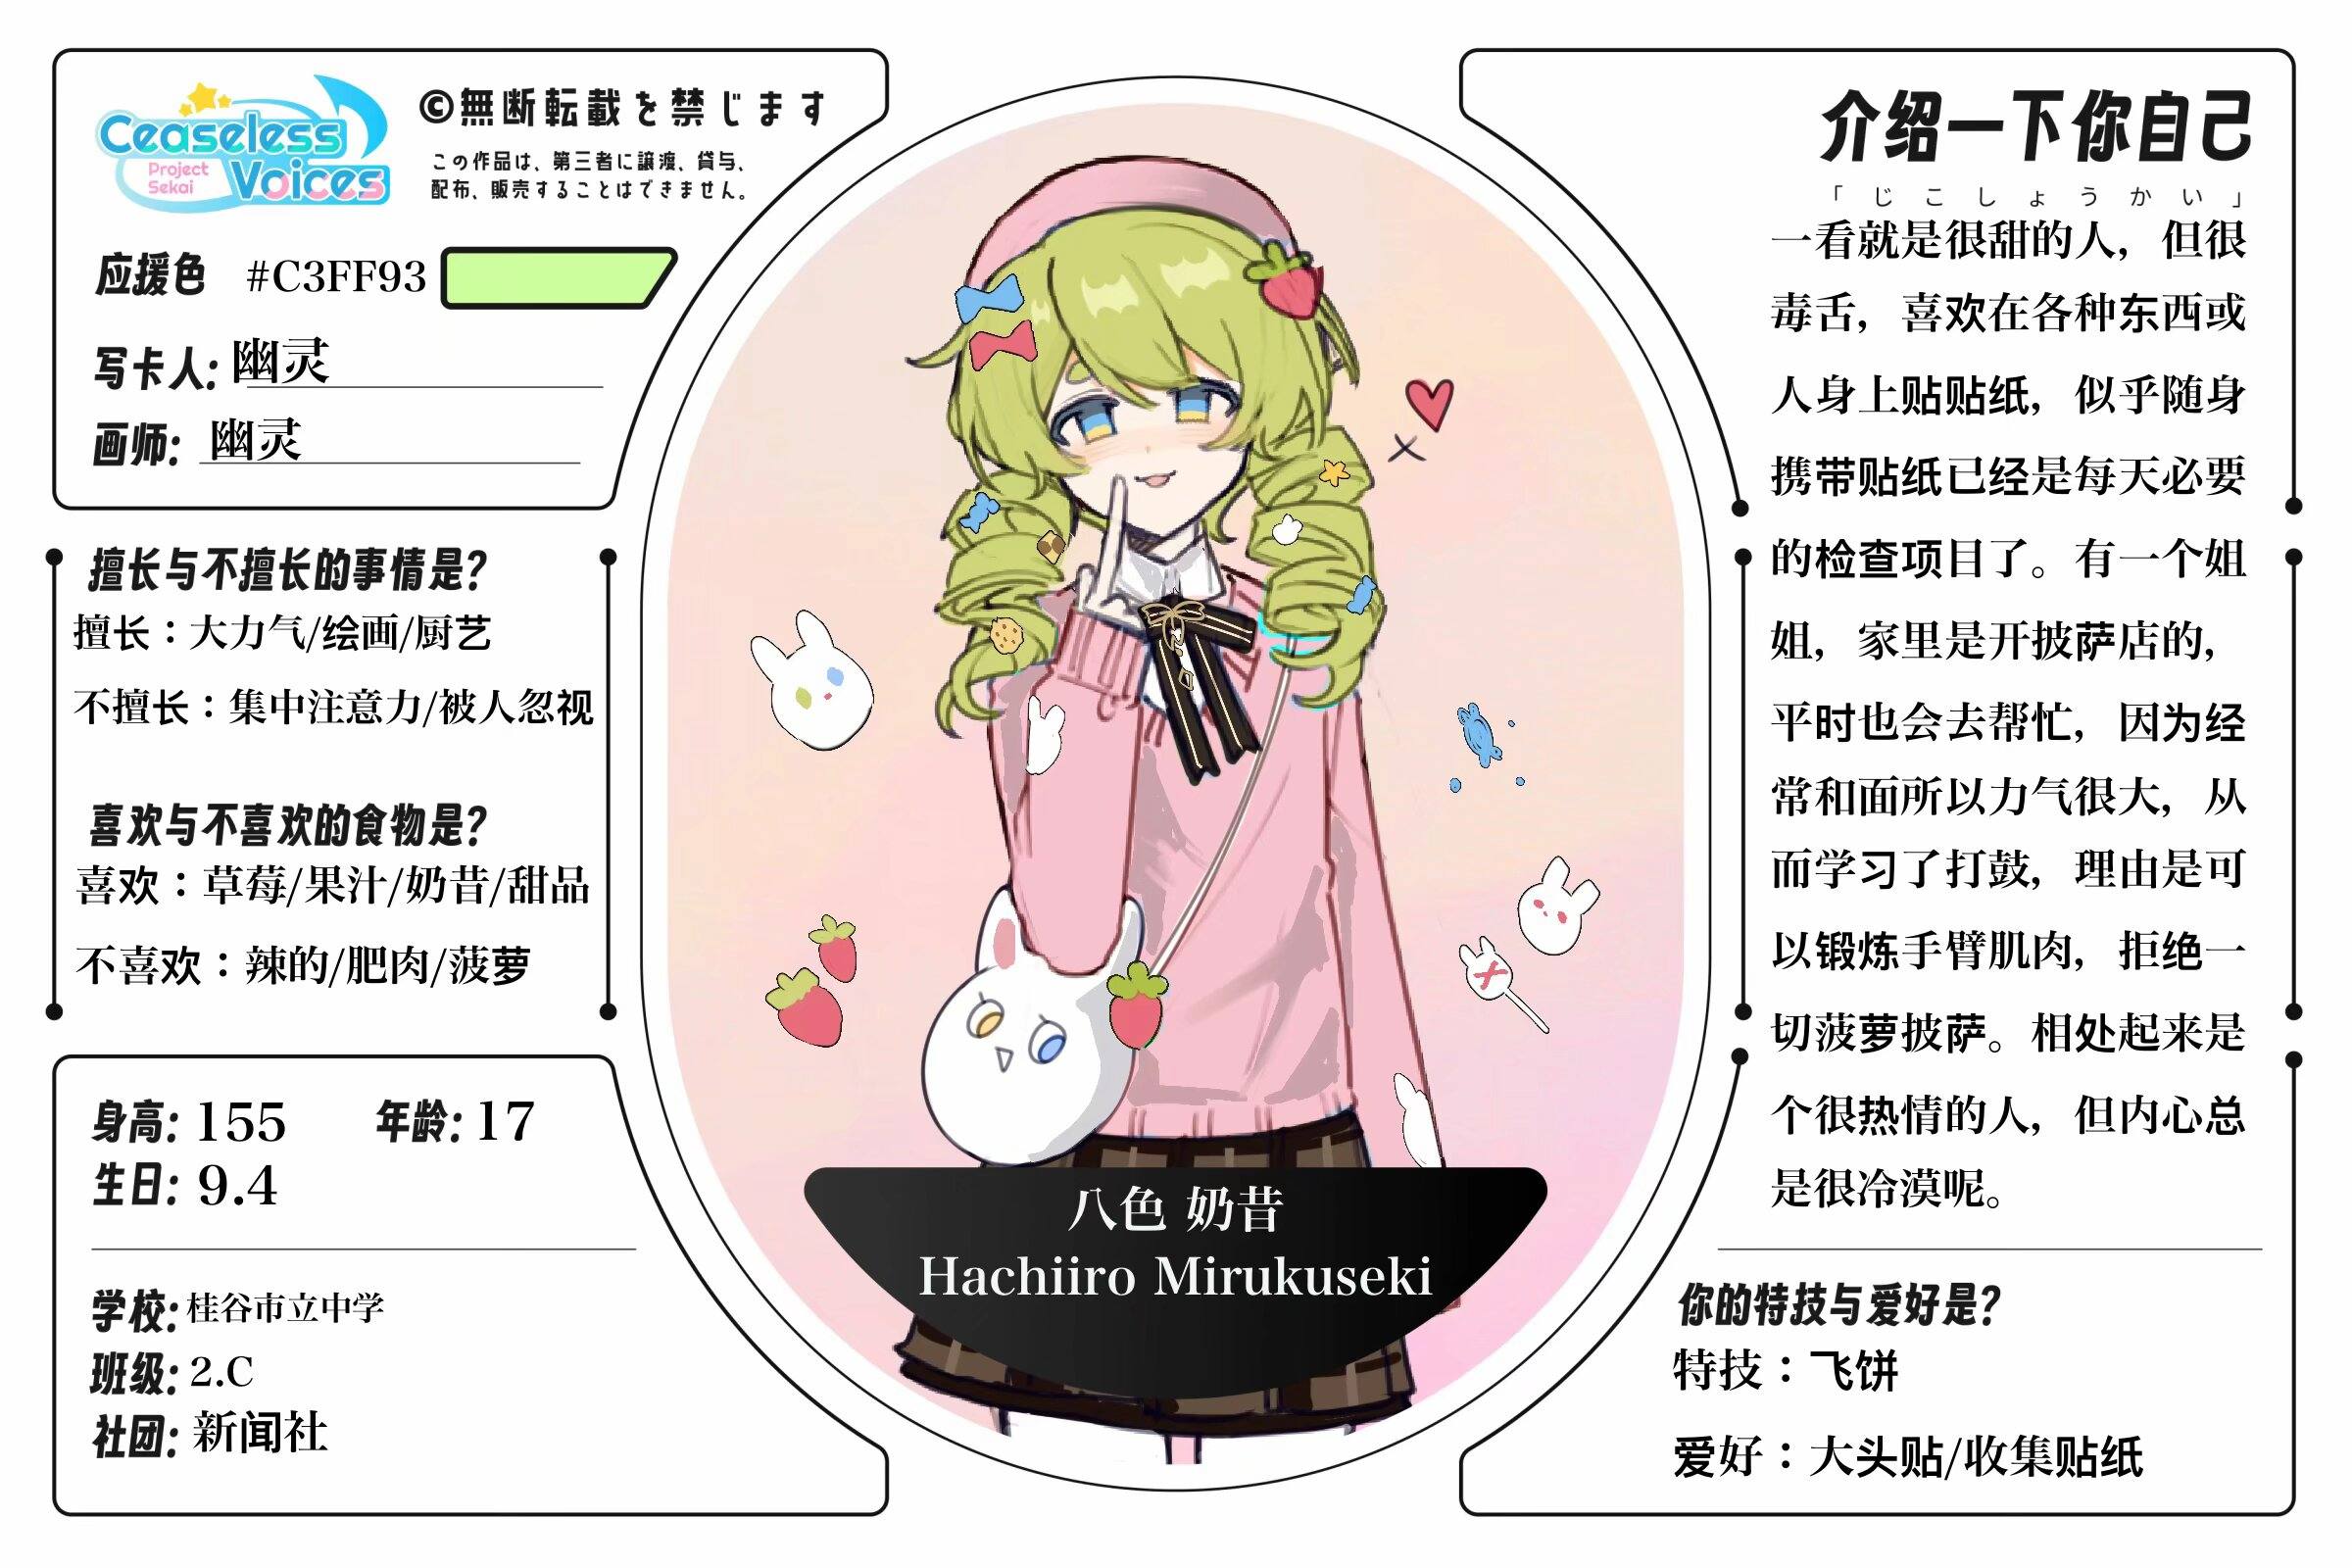 Ceaseless
Project
Sekai
Voices
©無断転載を禁じます
この作品は、第三者に譲渡、貸与、
配布、販売することはできません。
应援色 #C3FF93
写卡人: 幽灵
画师: 幽灵
擅长与不擅长的事情是?
擅长：大力气/绘画/厨艺
不擅长：集中注意力/被人忽视
喜欢与不喜欢的食物是?
喜欢：草莓/果汁/奶昔/甜品
不喜欢：辣的/肥肉/菠萝
身高: 155 年龄: 17
生日: 9.4
学校: 桂谷市立中学
班级: 2.C
社团: 新闻社
八色 奶昔
Hachiiro Mirukuseki
介绍一下你自己
「じこしょうかい」
一看就是很甜的人，但很
毒舌，喜欢在各种东西或
人身上贴贴纸，似乎随身
携带贴纸已经是每天必要
的检查项目了。有一个姐
姐，家里是开披萨店的，
平时也会去帮忙，因为经
常和面所以力气很大，从
而学习了打鼓，理由是可
以锻炼手臂肌肉，拒绝一
切菠萝披萨。相处起来是
个很热情的人，但内心总
是很冷漠呢。
你的特技与爱好是?
特技：飞饼
爱好：大头贴/收集贴纸